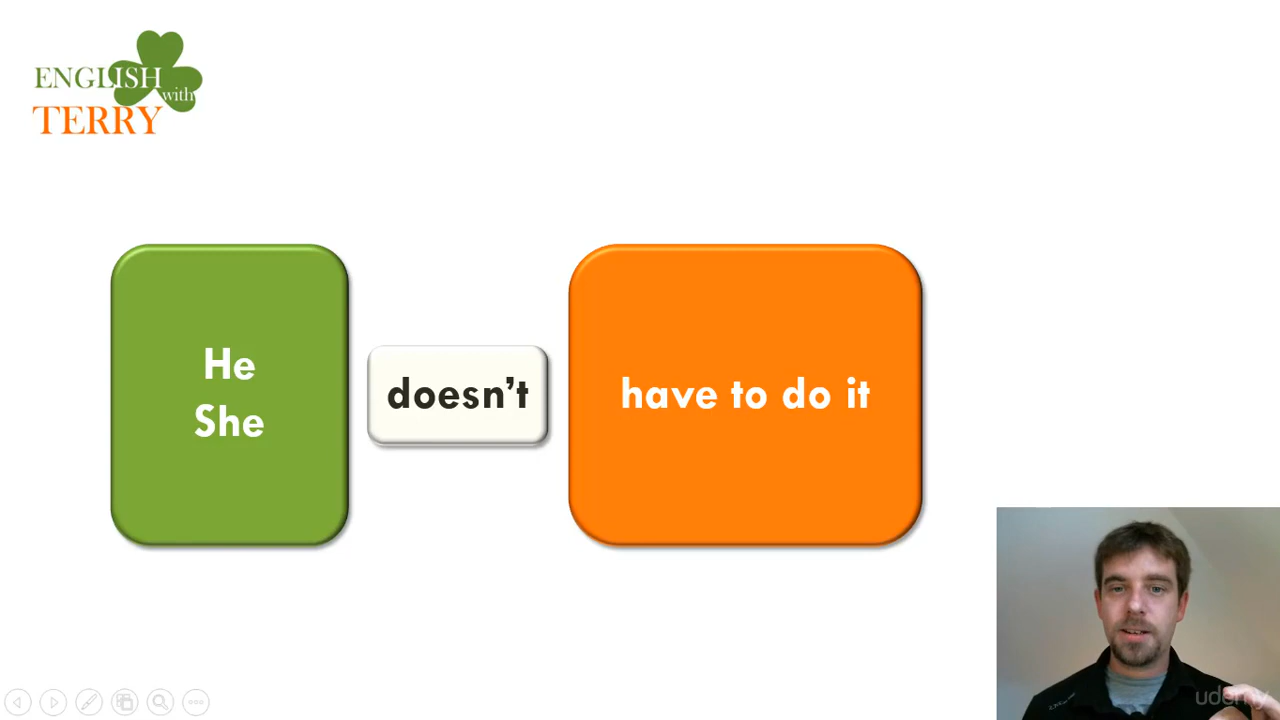 ENGLISH
with
TERRY
He
She
doesn’t
have to do it
udemy